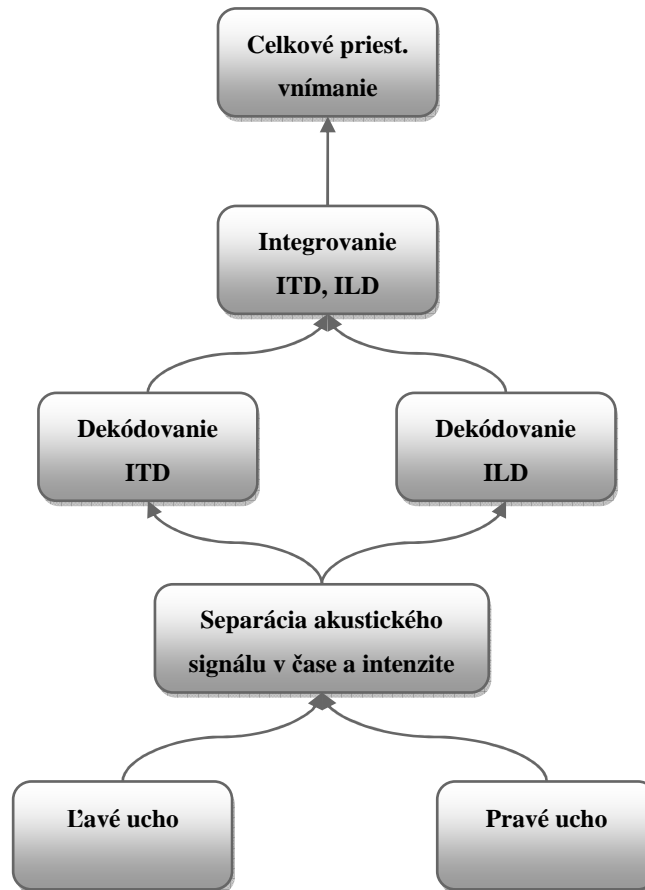 Celkové priest.
vnímanie
Integrovanie
ITD, ILD
Dekódovanie
ITD
Dekódovanie
ILD
Separácia akustického
signálu v čase a intenzite
Ľavé ucho
Pravé ucho